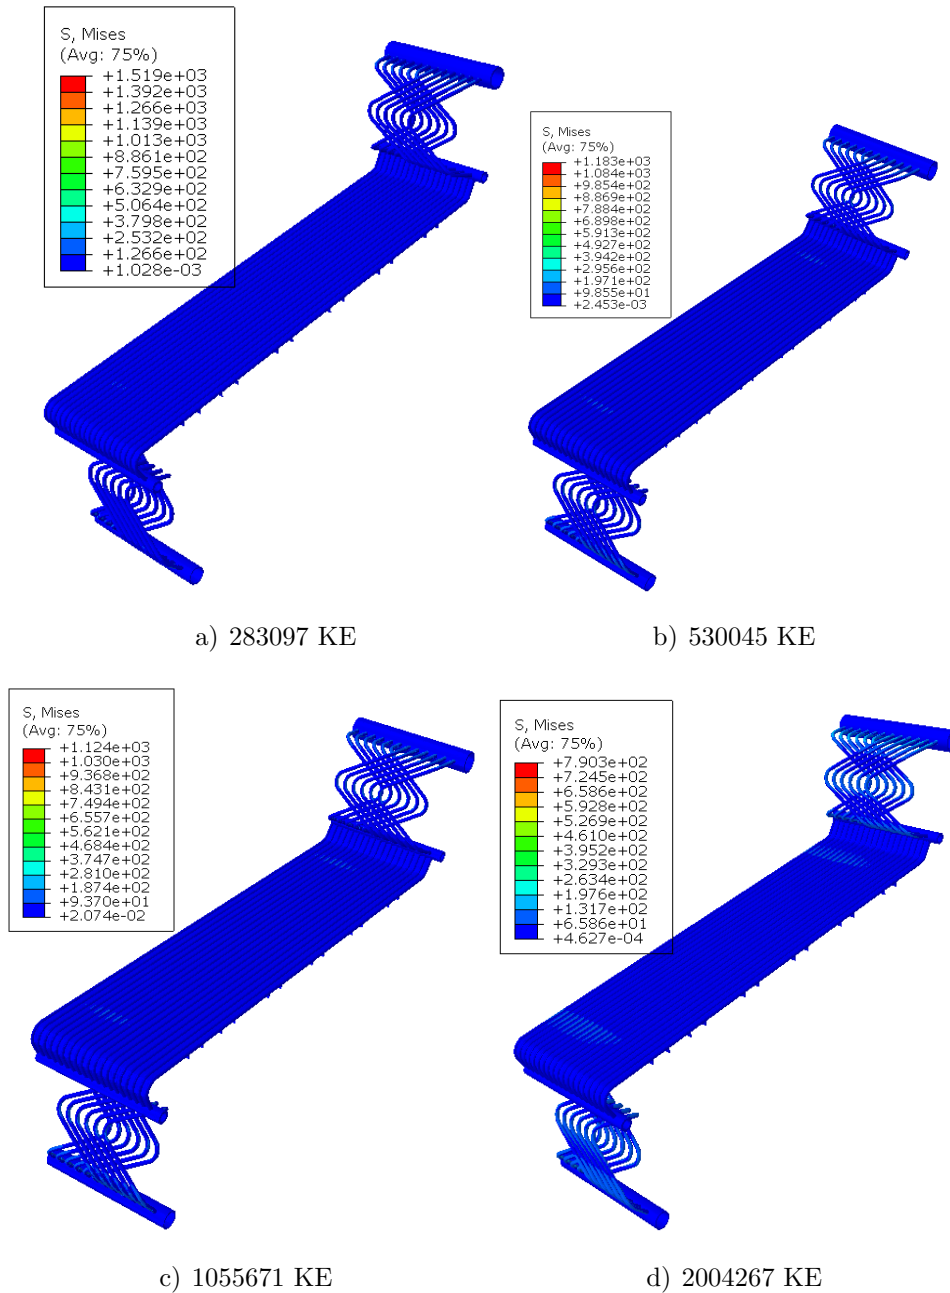 S, Mises
(Avg: 75%)
+1.519e+03
+1.392e+03
+1.266e+03
+1.139e+03
+1.013e+03
+8.861e+02
+7.595e+02
+6.329e+02
+5.064e+02
+3.798e+02
+2.532e+02
+1.266e+02
+1.028e-03
S, Mises
(Avg: 75%)
+1.183e+03
+1.084e+03
+9.854e+02
+8.869e+02
+7.884e+02
+6.898e+02
+5.913e+02
+4.927e+02
+3.942e+02
+2.956e+02
+1.971e+02
+9.855e+01
+2.453e-03
a) 283097 KE
b) 530045 KE
S, Mises
(Avg: 75%)
+1.124e+03
+1.030e+03
+9.368e+02
+8.431e+02
+7.494e+02
+6.557e+02
+5.621e+02
+4.684e+02
+3.747e+02
+2.810e+02
+1.874e+02
+9.370e+01
+2.074e-02
S, Mises
(Avg: 75%)
+7.903e+02
+7.245e+02
+6.586e+02
+5.928e+02
+5.269e+02
+4.610e+02
+3.952e+02
+3.293e+02
+2.634e+02
+1.976e+02
+1.317e+02
+6.586e+01
+4.627e-04
c) 1055671 KE
d) 2004267 KE